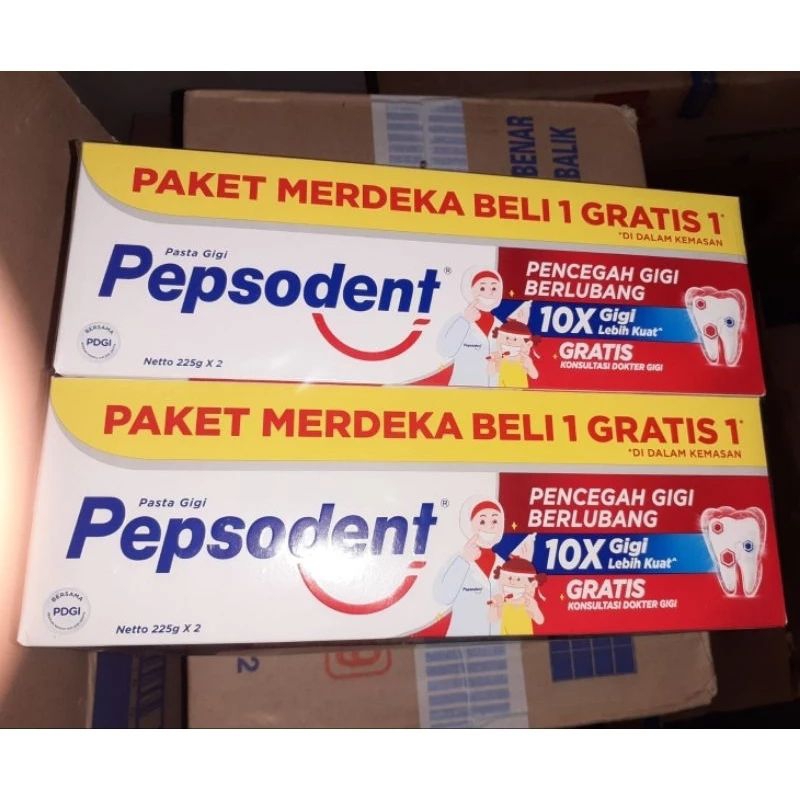 BENAR
BALIK
PAKET MERDEKA BELI 1 GRATIS 1*
*DI DALAM KEMASAN
Pasta Gigi
Pepsodent®
PENCEGAH GIGI
BERLUBANG
10X Gigi
Lebih Kuat^
GRATIS
KONSULTASI DOKTER GIGI
BERSAMA
PDGI
Netto 225g X 2
Pepsodent
PAKET MERDEKA BELI 1 GRATIS 1*
*DI DALAM KEMASAN
Pasta Gigi
Pepsodent®
PENCEGAH GIGI
BERLUBANG
10X Gigi
Lebih Kuat^
GRATIS
KONSULTASI DOKTER GIGI
BERSAMA
PDGI
Netto 225g X 2
Pepsodent
2